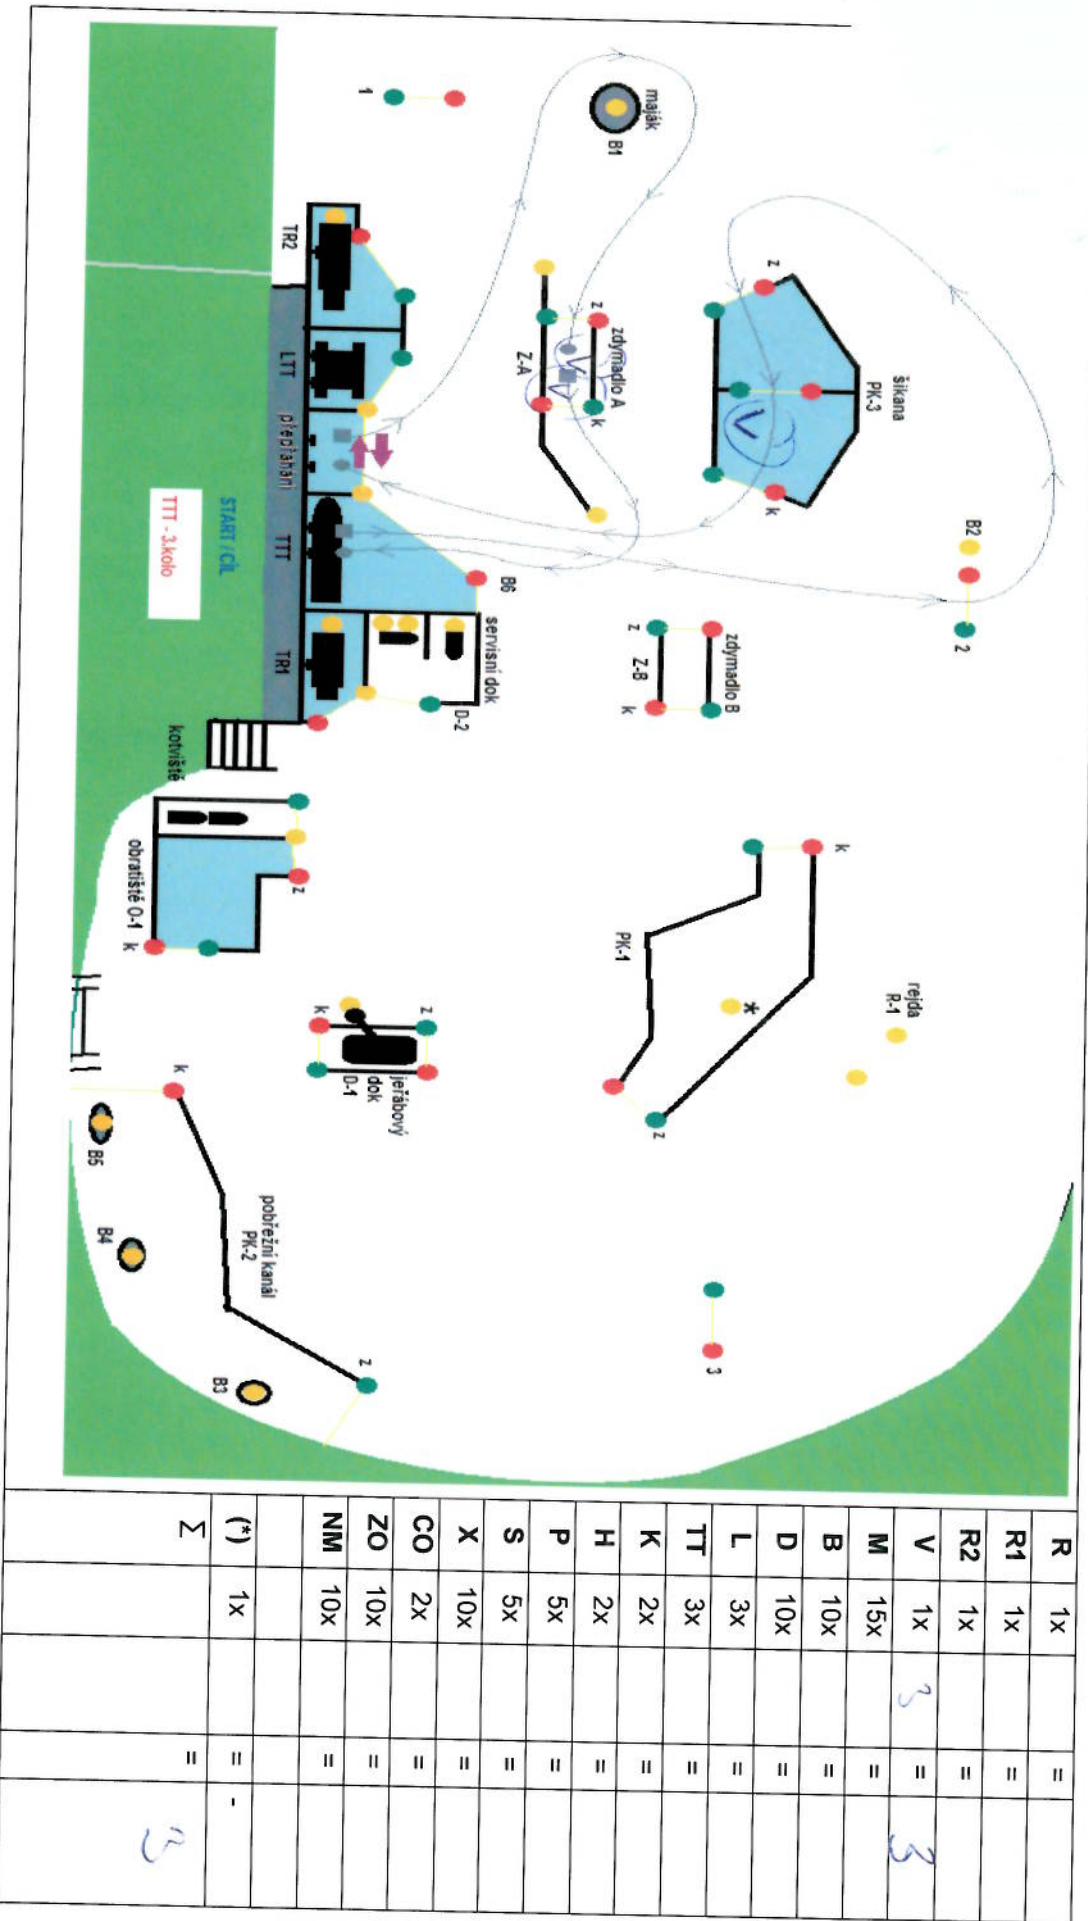 maják
B1
1
TR2
LTT
přepřahání
TTT
TR1
START / CÍL
TTT - 3.kolo
z
zdymadlo A
Z-A
k
V
V
z
šikana
PK-3
k
V
B2
2
B6
servisní dok
D-2
zdymadlo B
z
Z-B
k
kotviště
obratiště O-1
z
k
k
PK-1
*
rejda
R-1
z
z
k
jeřábový
dok
D-1
k
pobřežní kanál
PK-2
z
B5
B4
B3
3
R 1x =
R1 1x =
R2 1x =
V 1x 3 = 3
M 15x =
B 10x =
D 10x =
L 3x =
TT 3x =
K 2x =
H 2x =
P 5x =
S 5x =
X 10x =
CO 2x =
ZO 10x =
NM 10x =
(*) 1x = -
Σ = 3